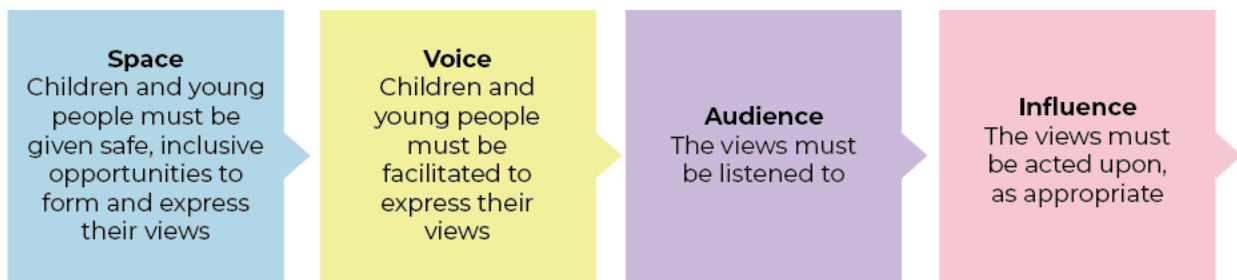 Space
Children and young
people must be
given safe, inclusive
opportunities to
form and express
their views
Voice
Children and
young people
must be
facilitated to
express their
views
Audience
The views must
be listened to
Influence
The views must
be acted upon,
as appropriate